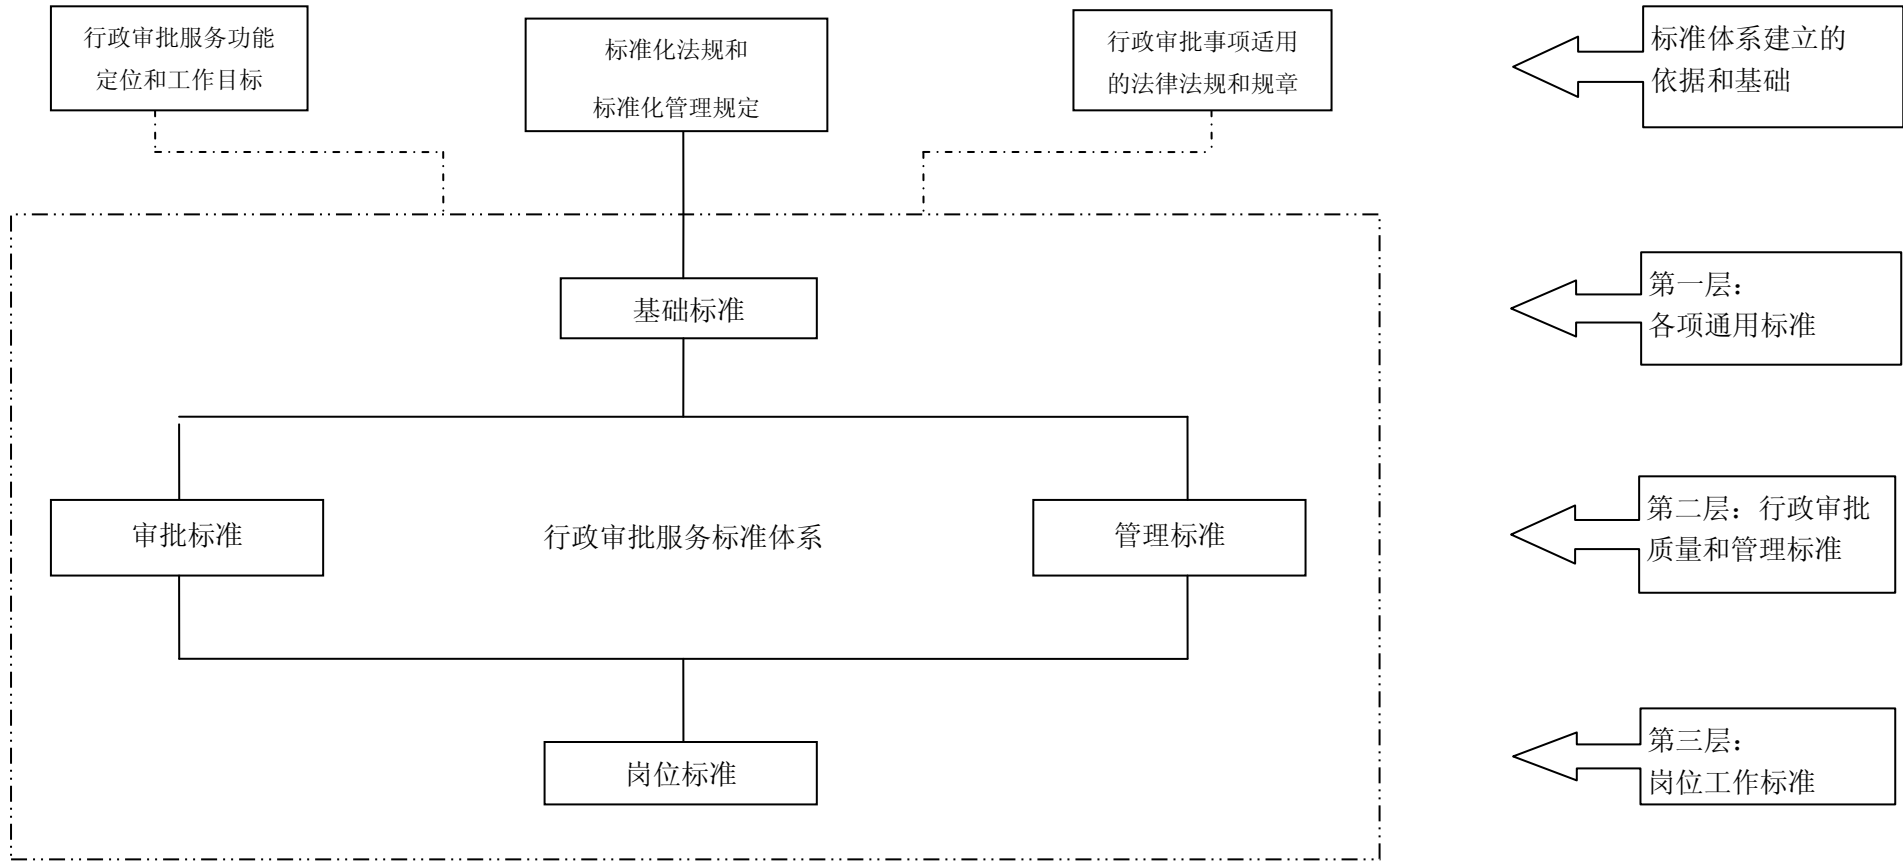 行政审批服务功能
定位和工作目标
标准化法规和
标准化管理规定
行政审批事项适用
的法律法规和规章
标准体系建立的
依据和基础
基础标准
第一层：
各项通用标准
审批标准
行政审批服务标准体系
管理标准
第二层：行政审批
质量和管理标准
岗位标准
第三层：
岗位工作标准